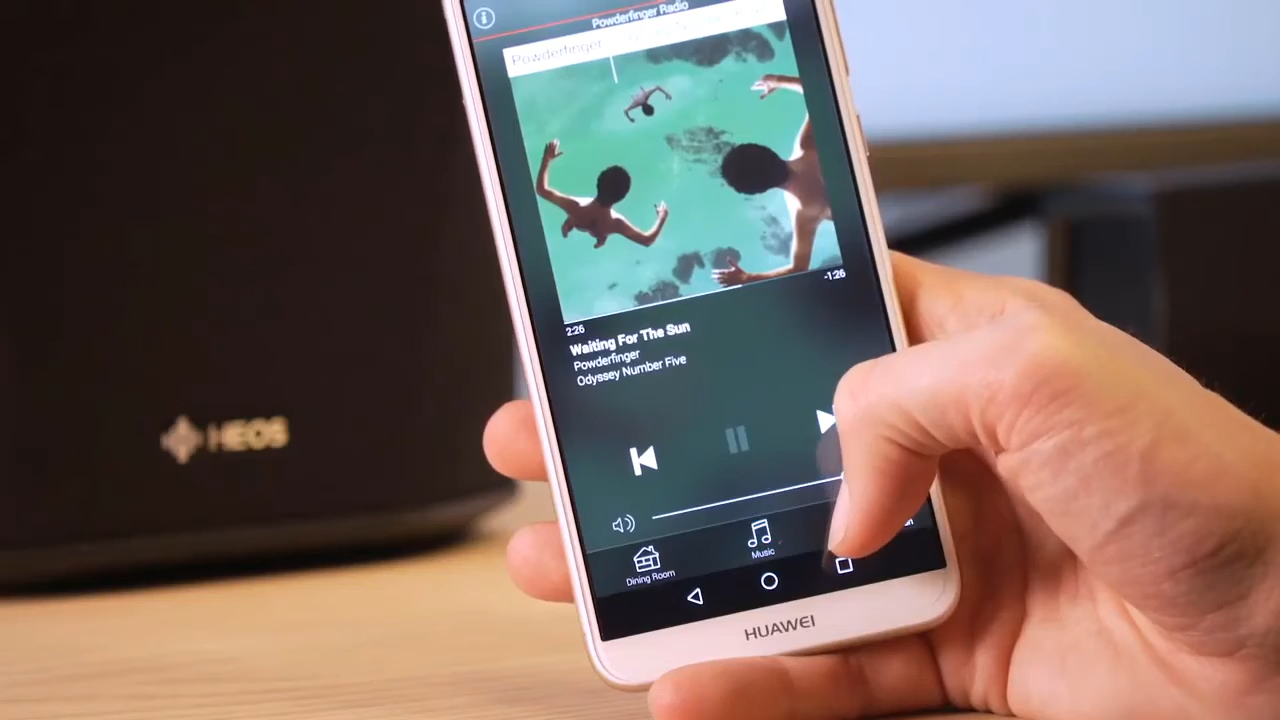 Powderfinger Radio
Powderfinger
2:26
-1:26
Waiting For The Sun
Powderfinger
Odyssey Number Five
HEOS
Music
Dining Room
HUAWEI